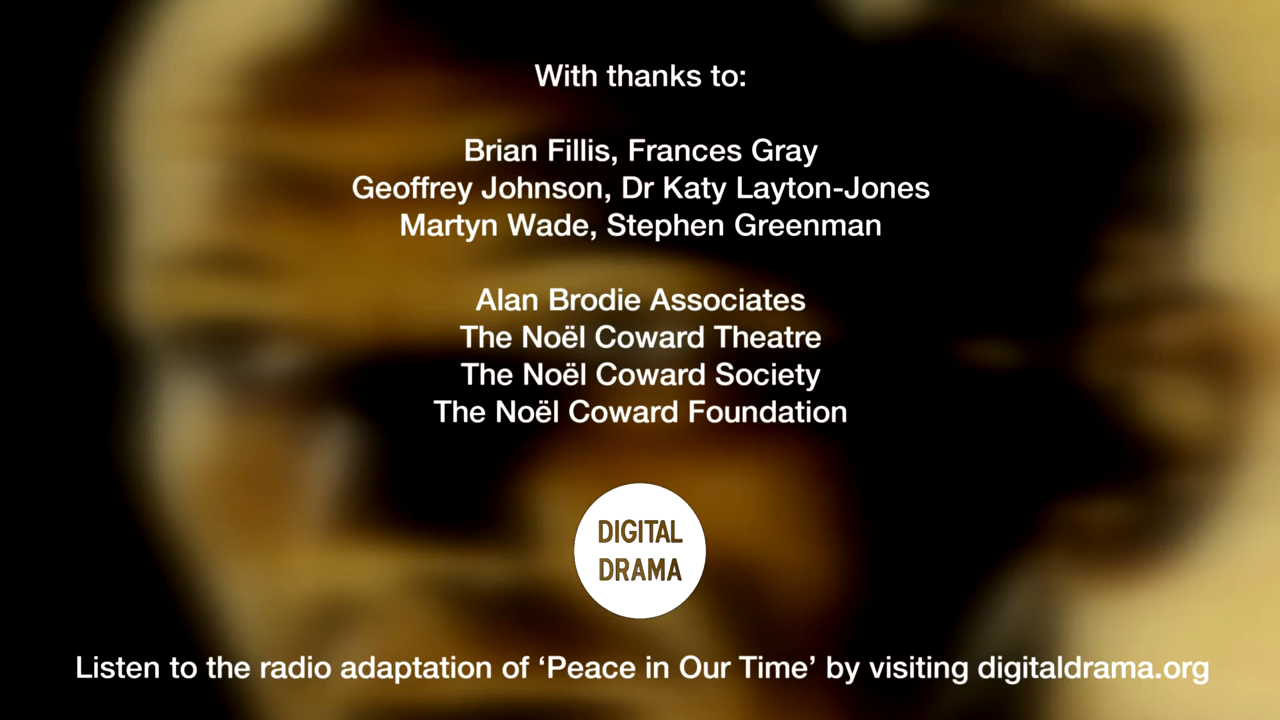 With thanks to:
Brian Fillis, Frances Gray
Geoffrey Johnson, Dr Katy Layton-Jones
Martyn Wade, Stephen Greenman
Alan Brodie Associates
The Noël Coward Theatre
The Noël Coward Society
The Noël Coward Foundation
DIGITAL
DRAMA
Listen to the radio adaptation of ‘Peace in Our Time’ by visiting digitaldrama.org